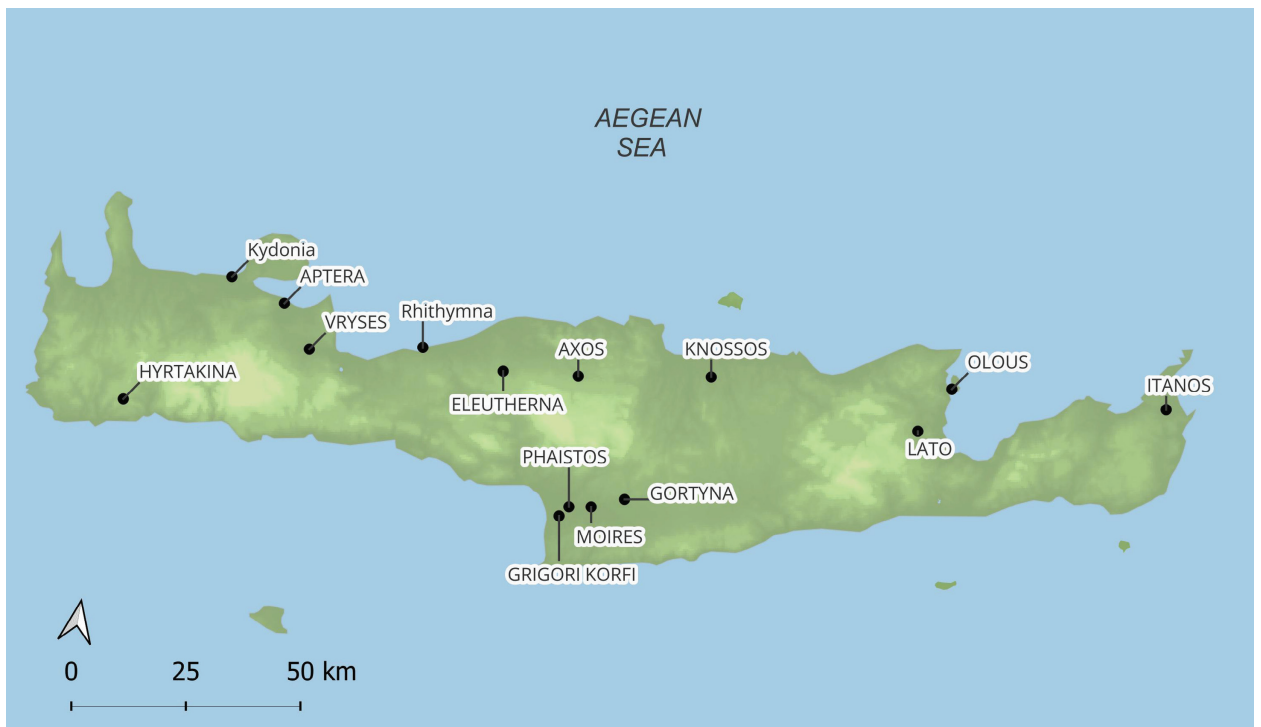 AEGEAN
SEA
Kydonia
APTERA
Rhithymna
VRYSES
AXOS
KNOSSOS
OLOUS
HYRTAKINA
ITANOS
ELEUTHERNA
LATO
PHAISTOS
GORTYNA
MOIRES
GRIGORI KORFI
0 25 50 km